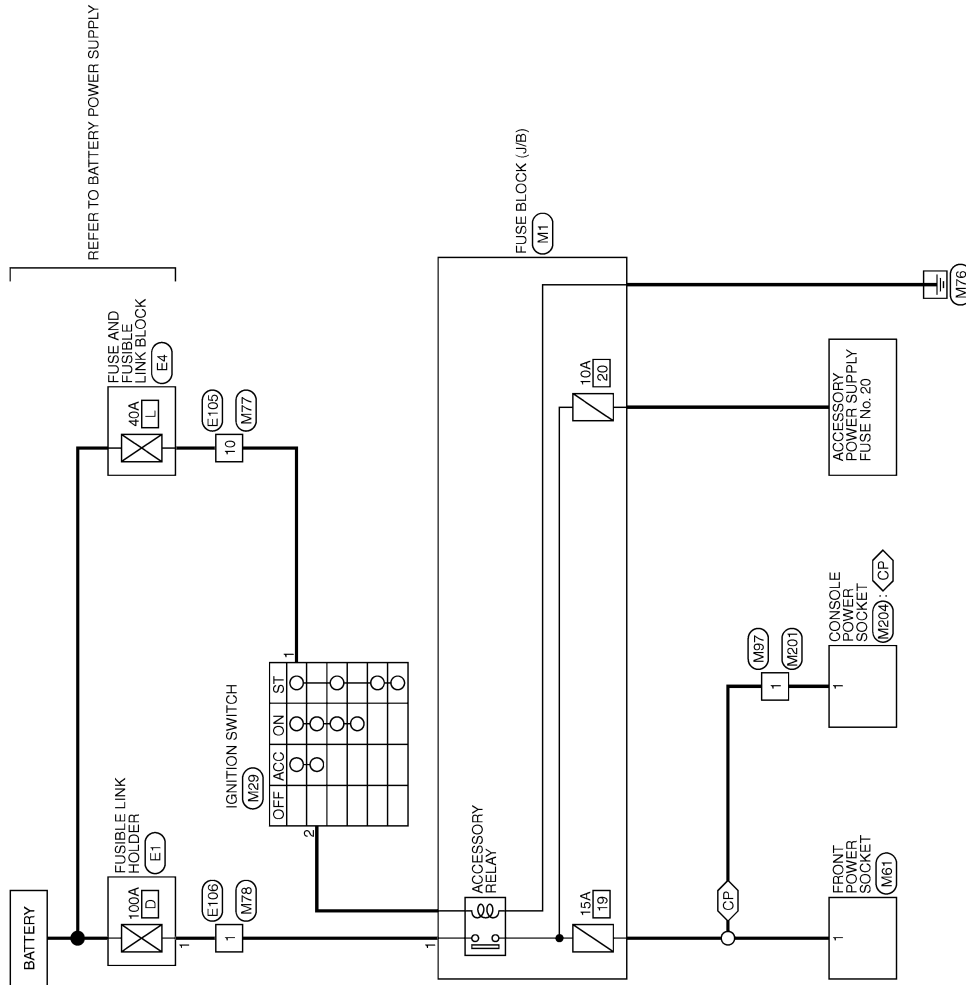 REFER TO BATTERY POWER SUPPLY
BATTERY
FUSIBLE LINK
HOLDER
E1
100A
D
1
FUSE AND
FUSIBLE
LINK BLOCK
E4
40A
L
E106
1
M78
E105
10
M77
IGNITION SWITCH
M29
OFF ACC ON ST
1
2
FUSE BLOCK (J/B)
M1
1
ACCESSORY
RELAY
15A
19
10A
20
CP
M97
1
M201
FRONT
POWER
SOCKET
M61
1
CONSOLE
POWER
SOCKET
M204 : CP
1
ACCESSORY
POWER SUPPLY
FUSE No. 20
M76